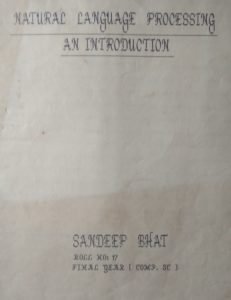 NATURAL LANGUAGE PROCESSING
AN INTRODUCTION
SANDEEP BHAT
ROLL NO: 17
FINAL YEAR ( COMP. SC )